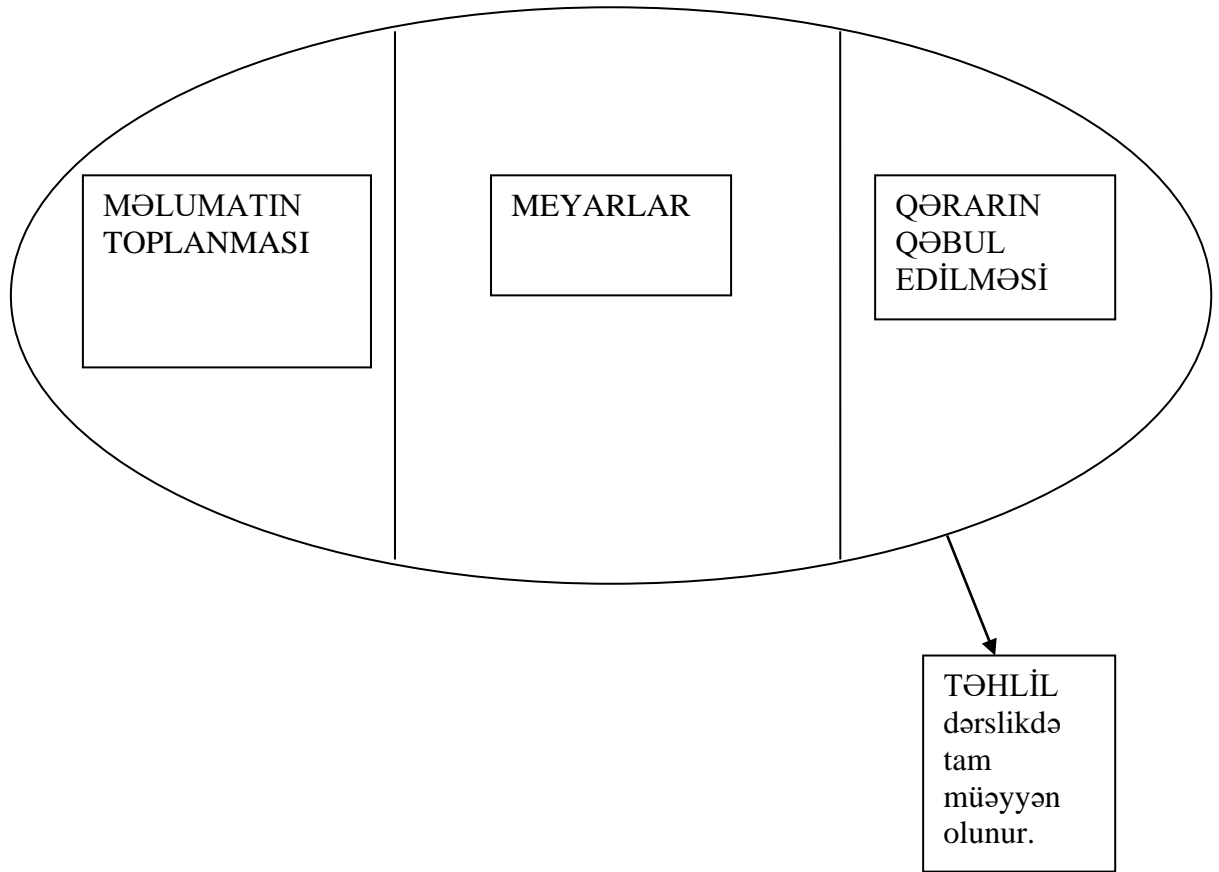 MƏLUMATIN
TOPLANMASI
MEYARLAR
QƏRARIN
QƏBUL
EDİLMƏSİ
TƏHLİL
dərslikdə
tam
müəyyən
olunur.